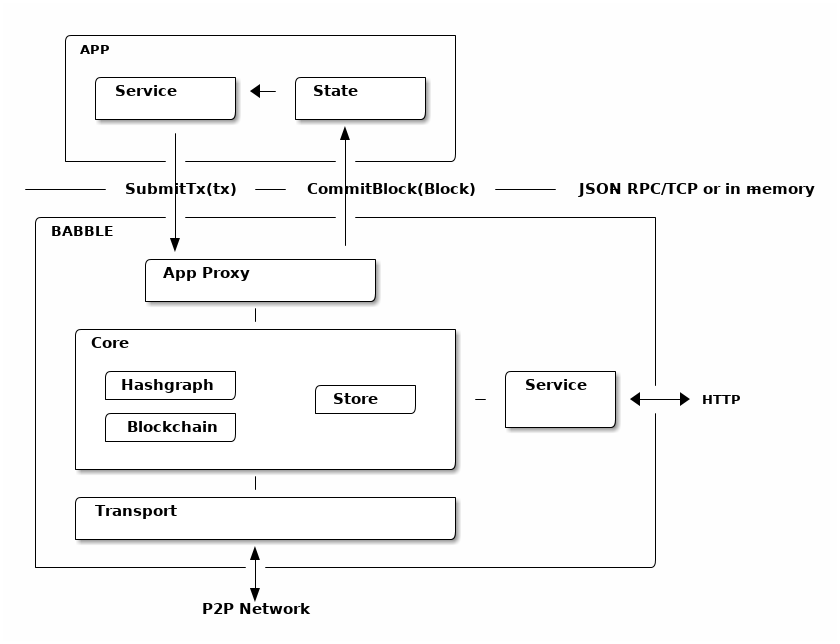 APP
Service
State
SubmitTx(tx)
CommitBlock(Block)
JSON RPC/TCP or in memory
BABBLE
App Proxy
Core
Hashgraph
Store
Service
HTTP
Blockchain
Transport
P2P Network